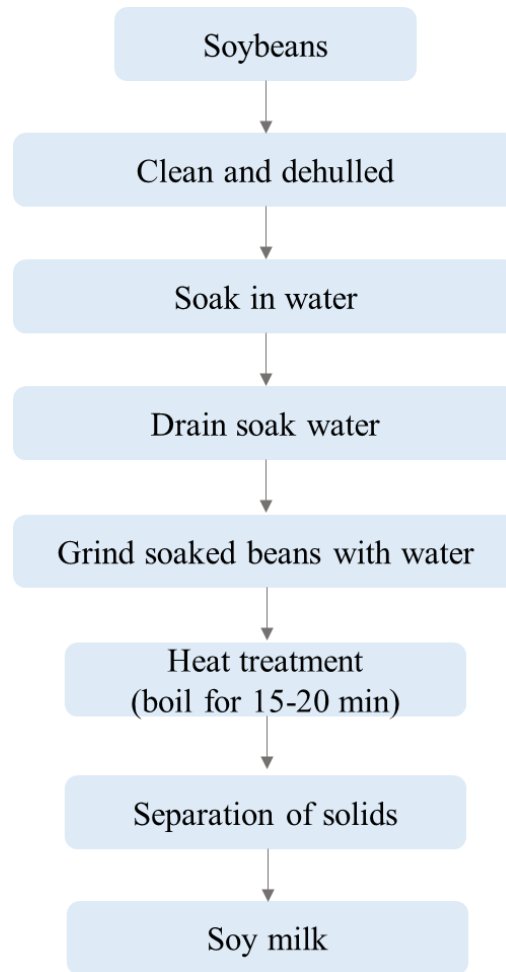 Soybeans
Clean and dehulled
Soak in water
Drain soak water
Grind soaked beans with water
Heat treatment
(boil for 15-20 min)
Separation of solids
Soy milk